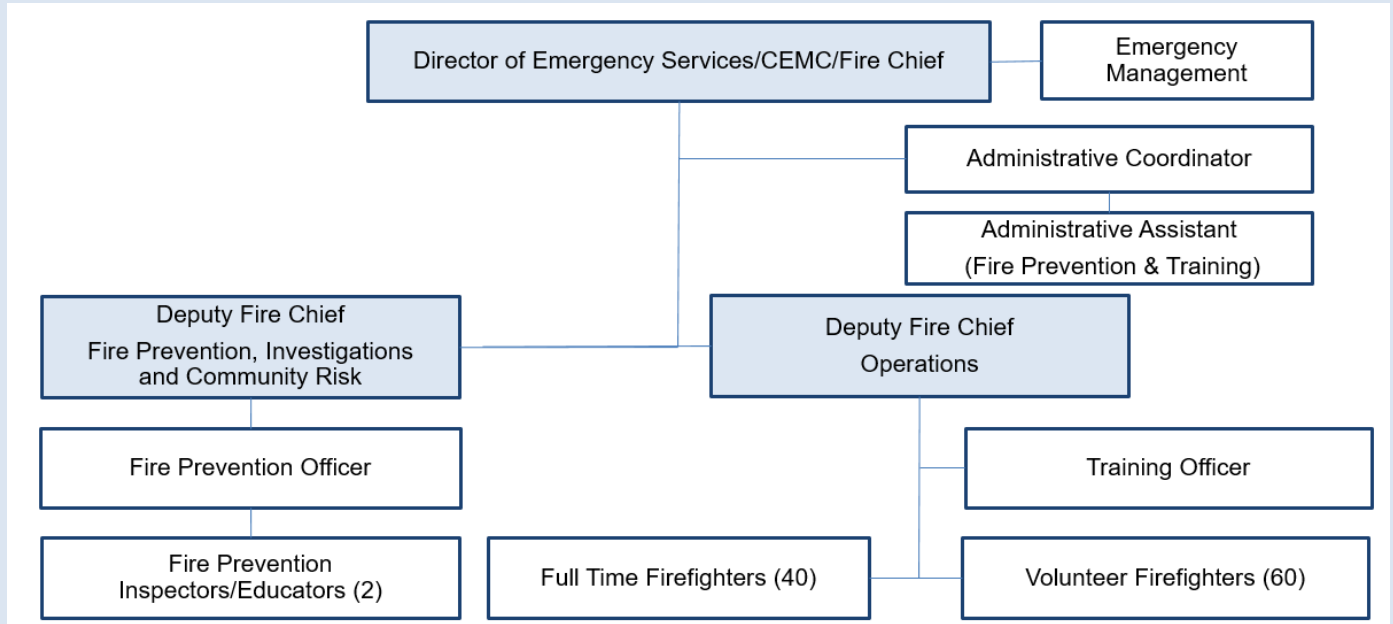 Director of Emergency Services/CEMC/Fire Chief
Emergency
Management
Administrative Coordinator
Administrative Assistant
(Fire Prevention & Training)
Deputy Fire Chief
Fire Prevention, Investigations
and Community Risk
Deputy Fire Chief
Operations
Fire Prevention Officer
Training Officer
Fire Prevention
Inspectors/Educators (2)
Full Time Firefighters (40)
Volunteer Firefighters (60)